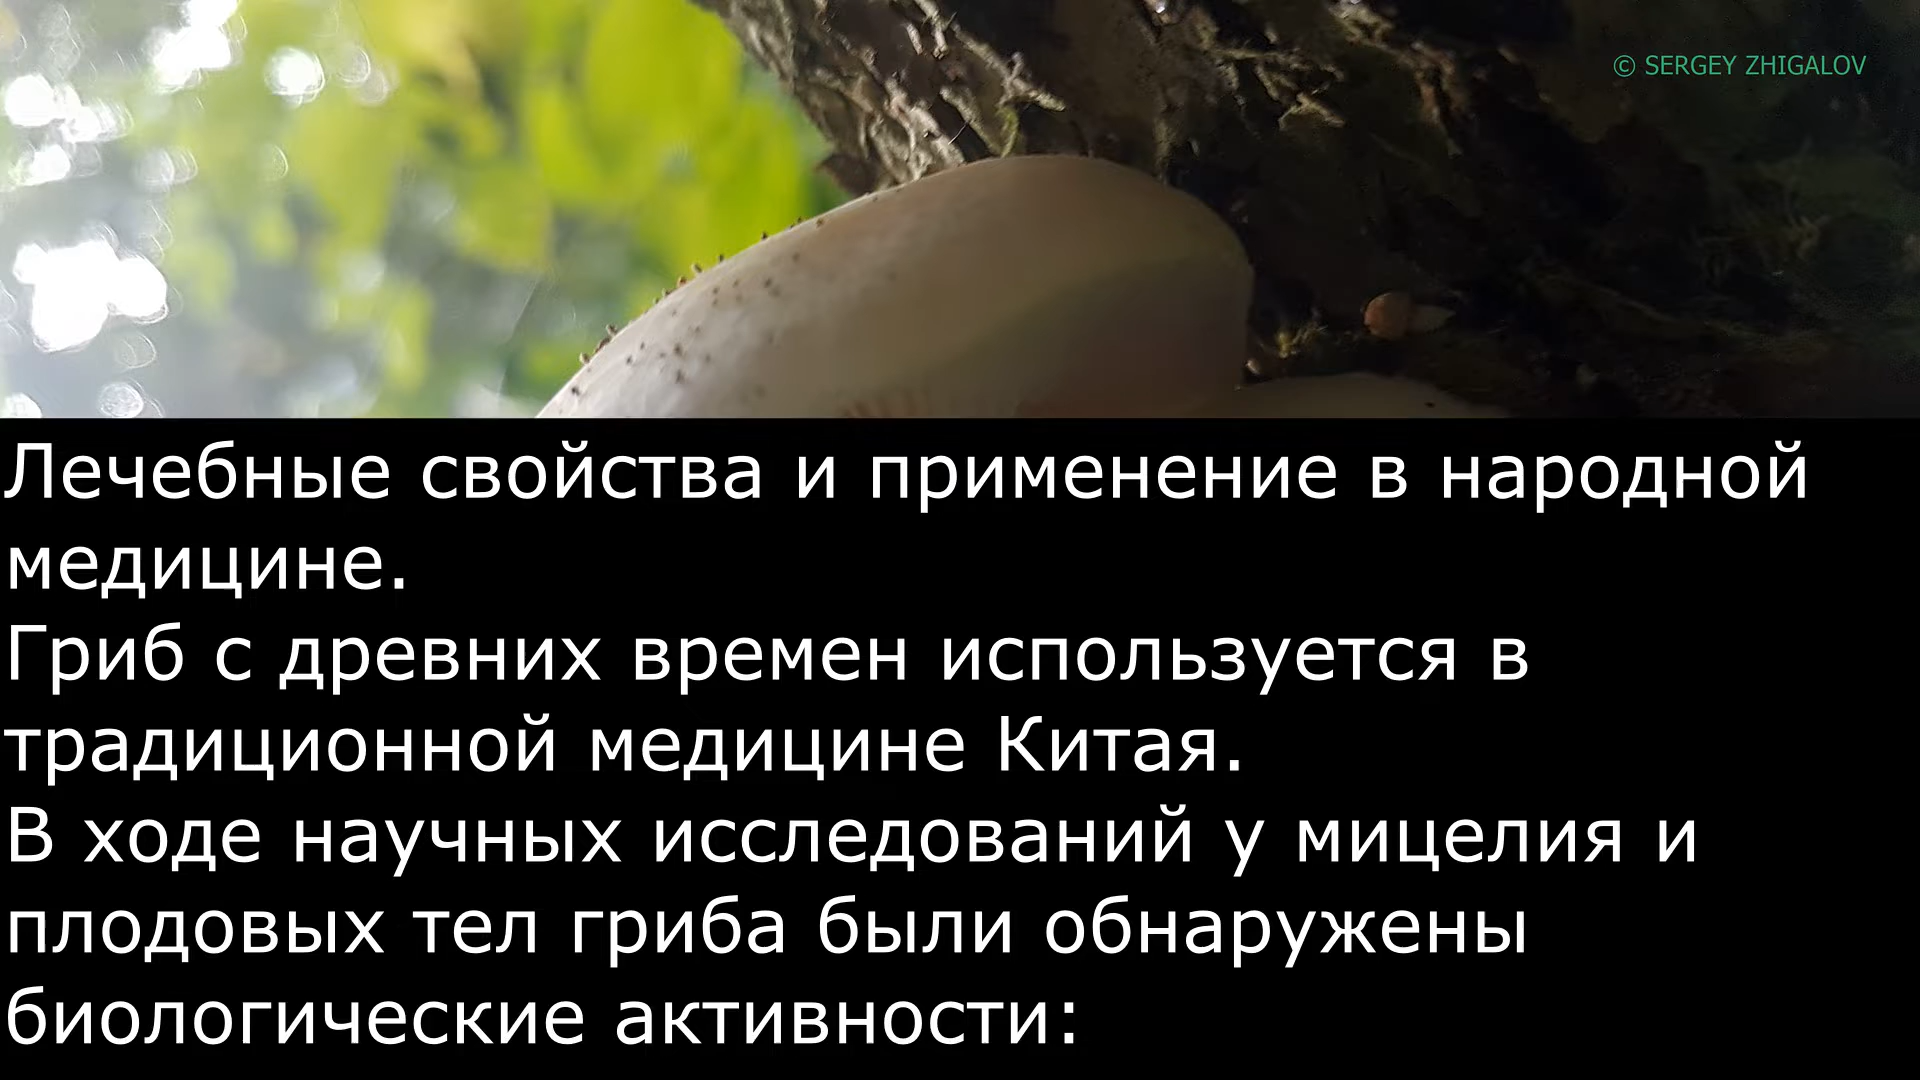 © SERGEY ZHIGALOV
Лечебные свойства и применение в народной
медицине.
Гриб с древних времен используется в
традиционной медицине Китая.
В ходе научных исследований у мицелия и
плодовых тел гриба были обнаружены
биологические активности: